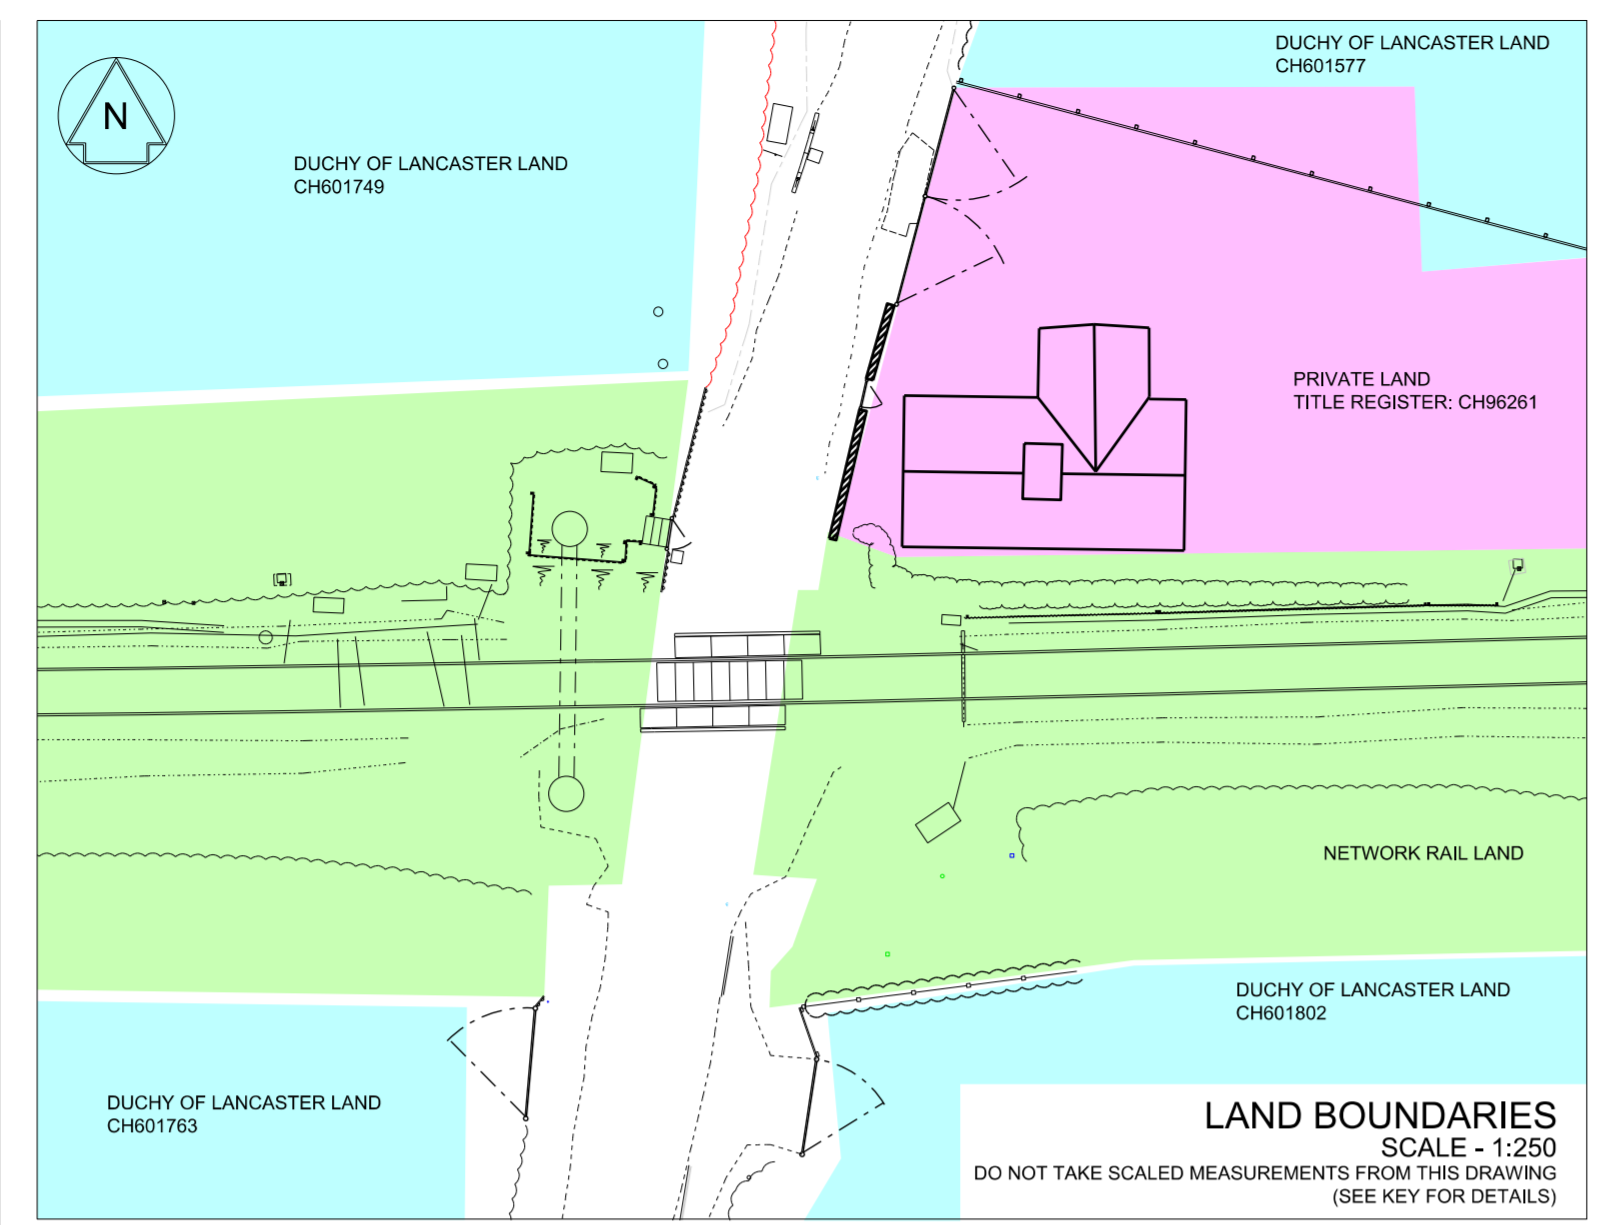 DUCHY OF LANCASTER LAND
CH601577
N
DUCHY OF LANCASTER LAND
CH601749
PRIVATE LAND
TITLE REGISTER: CH96261
NETWORK RAIL LAND
DUCHY OF LANCASTER LAND
CH601802
DUCHY OF LANCASTER LAND
CH601763
LAND BOUNDARIES
SCALE - 1:250
DO NOT TAKE SCALED MEASUREMENTS FROM THIS DRAWING
(SEE KEY FOR DETAILS)